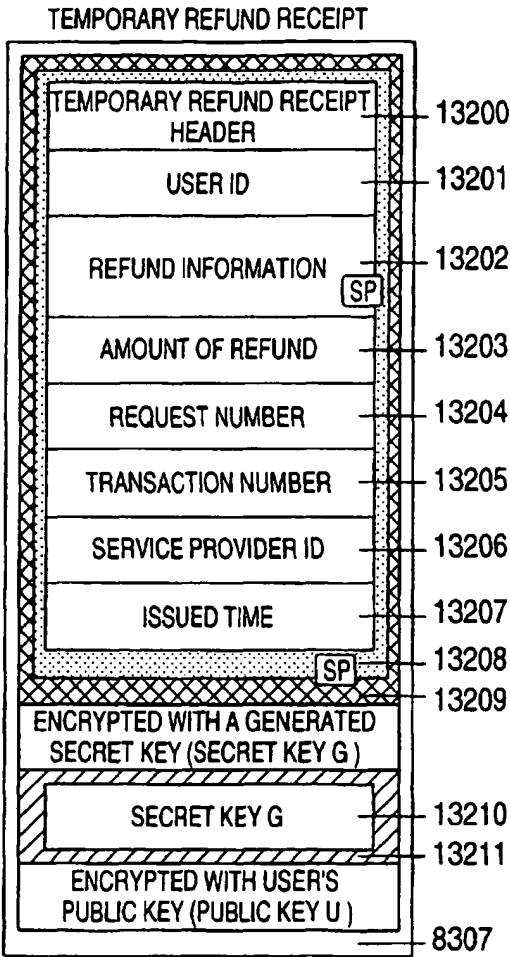 TEMPORARY REFUND RECEIPT
TEMPORARY REFUND RECEIPT
HEADER
13200
USER ID
13201
REFUND INFORMATION
13202
SP
AMOUNT OF REFUND
13203
REQUEST NUMBER
13204
TRANSACTION NUMBER
13205
SERVICE PROVIDER ID
13206
ISSUED TIME
13207
SP
13208
13209
ENCRYPTED WITH A GENERATED
SECRET KEY (SECRET KEY G )
SECRET KEY G
13210
13211
ENCRYPTED WITH USER'S
PUBLIC KEY (PUBLIC KEY U )
8307